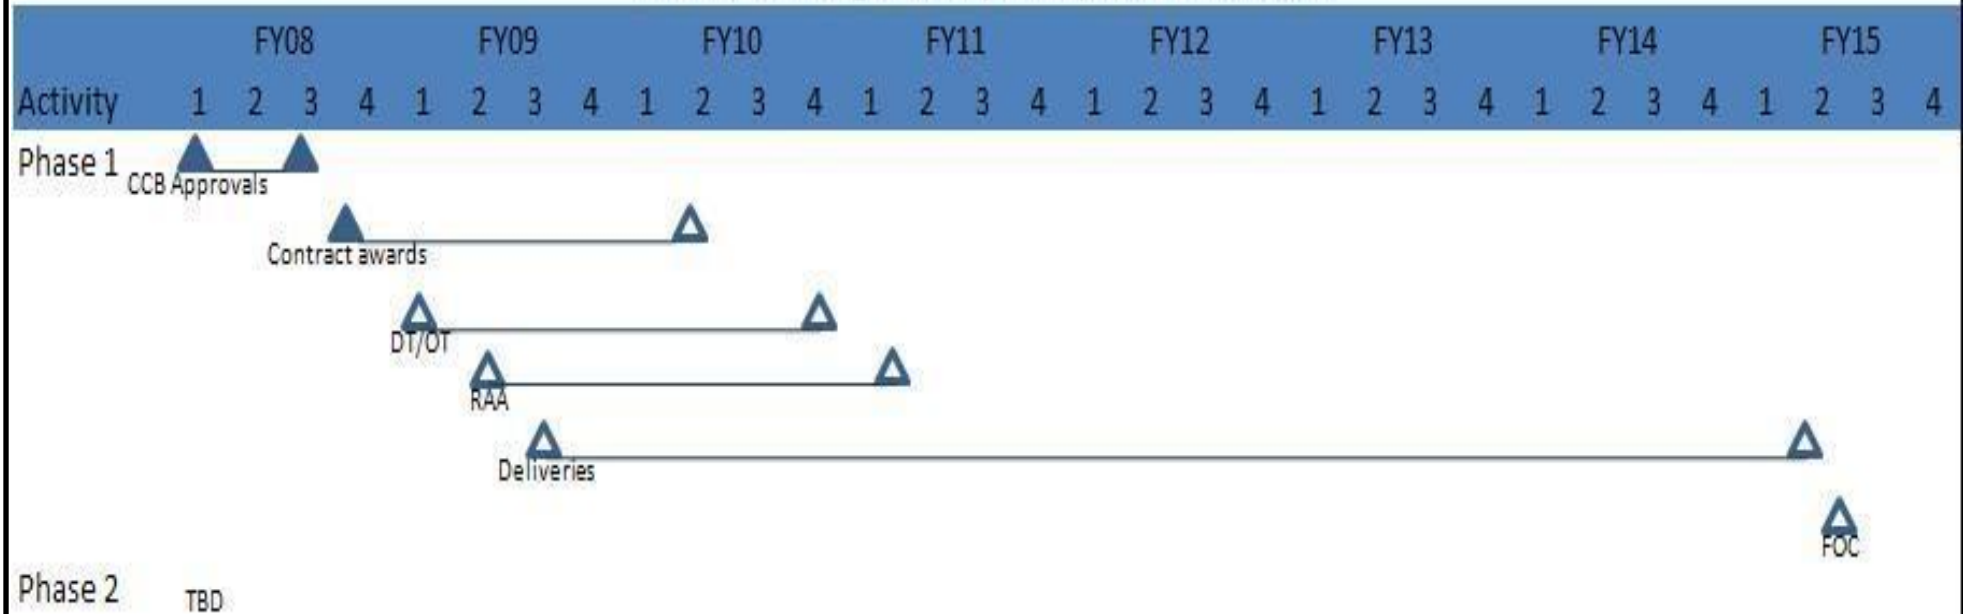 FY08 FY09 FY10 FY11 FY12 FY13 FY14 FY15
Activity 1 2 3 4 1 2 3 4 1 2 3 4 1 2 3 4 1 2 3 4 1 2 3 4 1 2 3 4 1 2 3 4
Phase 1
CCB Approvals
Contract awards
DT/OT
RAA
Deliveries
FOC
Phase 2 TBD